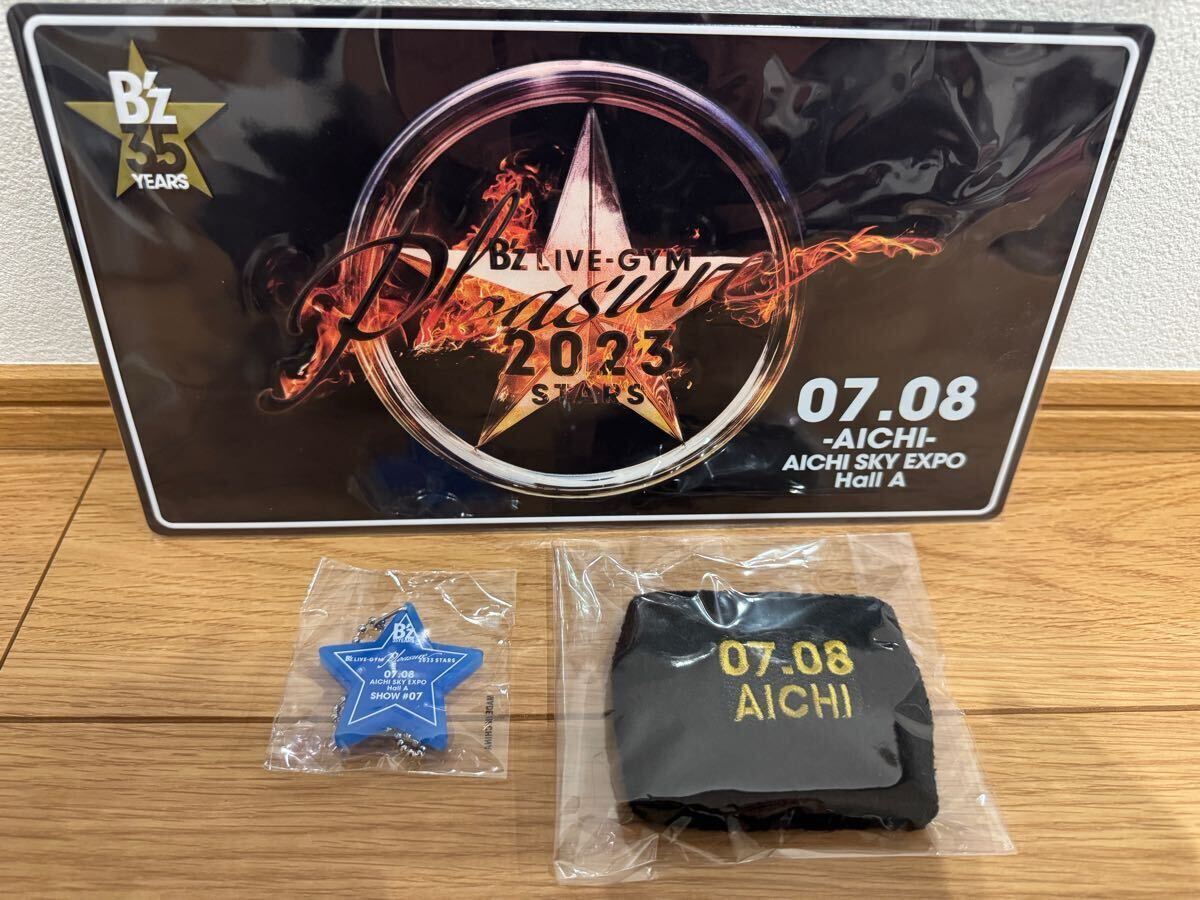 B'z
35
YEARS
B'z LIVE-GYM
Pleasure
2023
STARS
07.08
-AICHI-
AICHI SKY EXPO
Hall A
B'z
35YEARS
B'z LIVE-GYM Pleasure 2023 STARS
07.08
AICHI SKY EXPO
Hall A
SHOW #07
MADE IN CHINA
07.08
AICHI